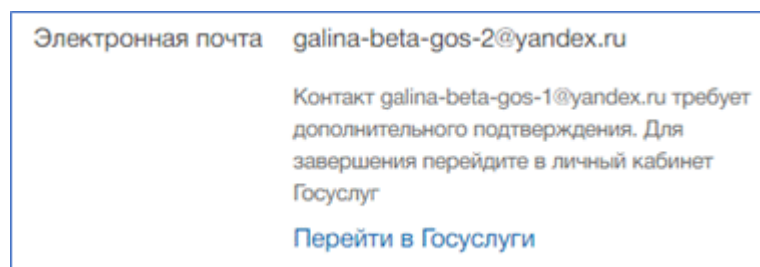 Электронная почта galina-beta-gos-2@yandex.ru
Контакт galina-beta-gos-1@yandex.ru требует
дополнительного подтверждения. Для
завершения перейдите в личный кабинет
Госуслуг
Перейти в Госуслуги